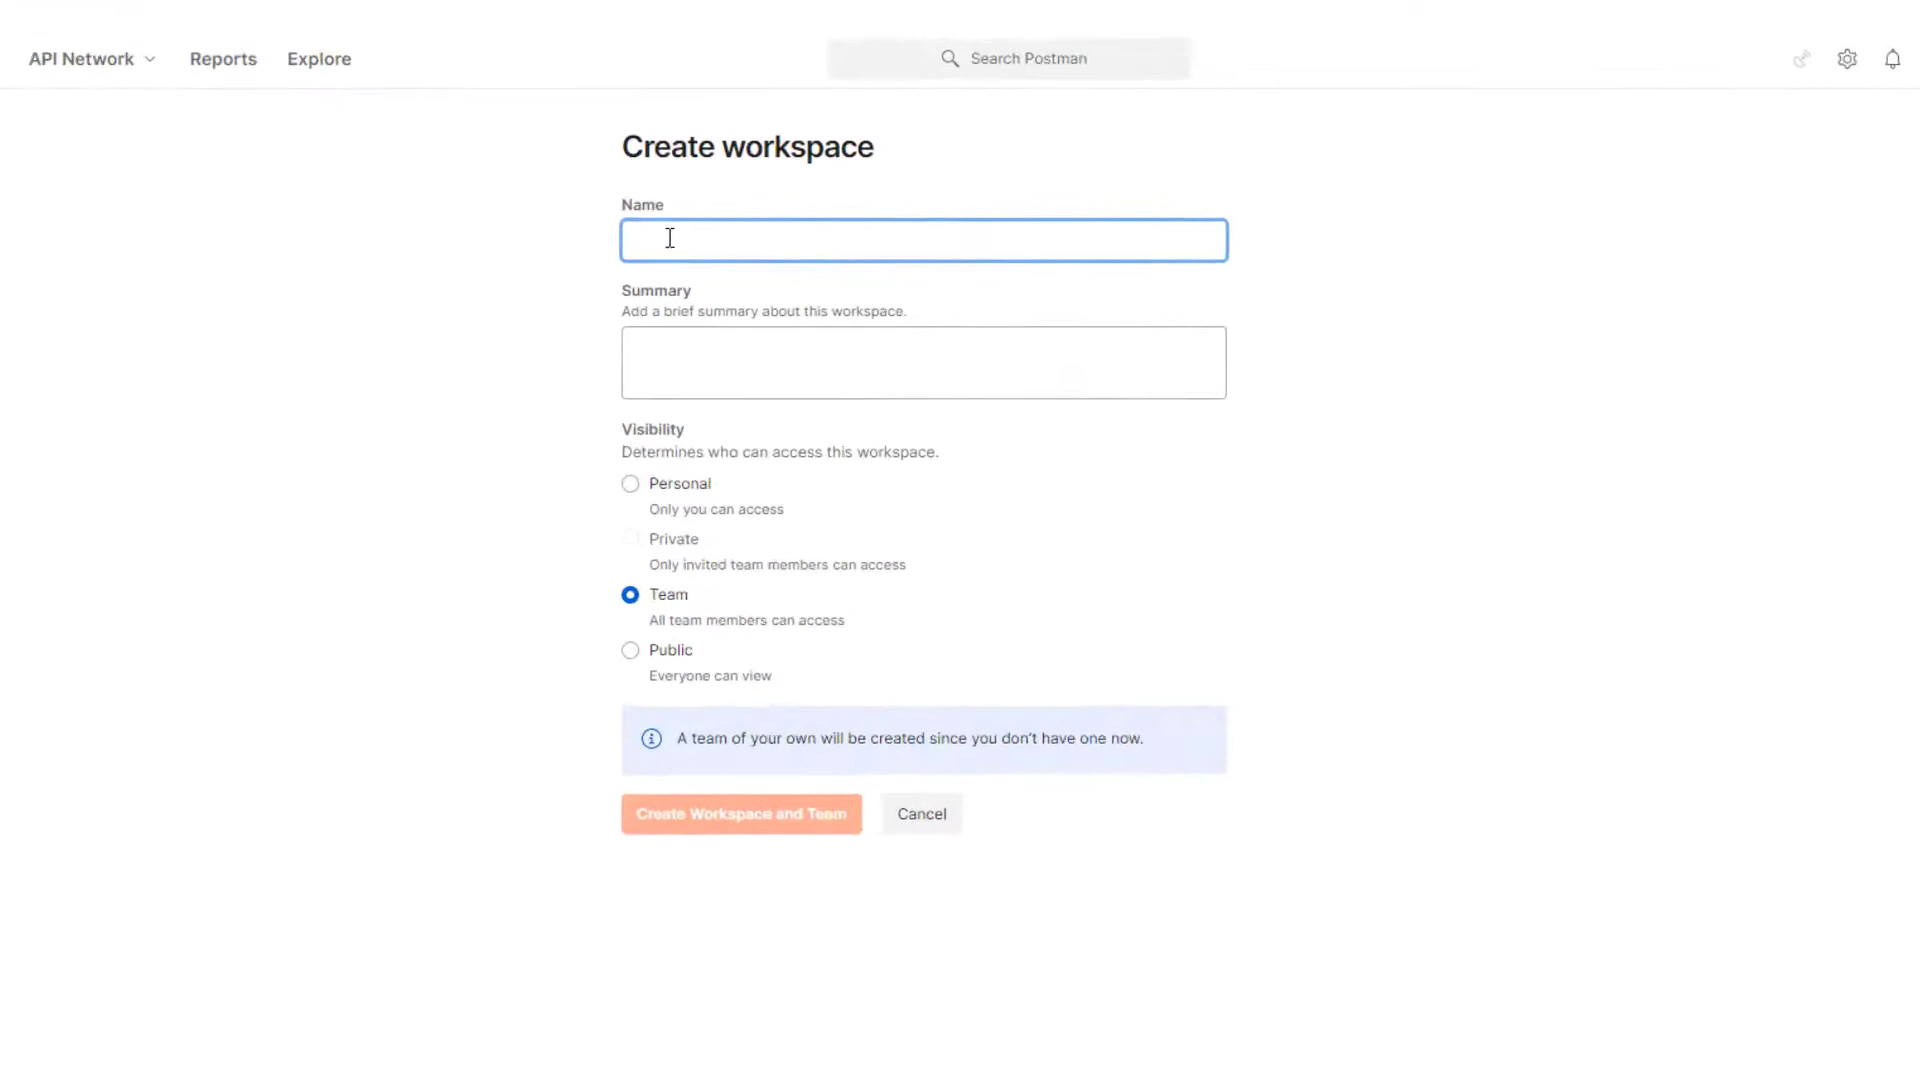 API Network Reports Explore Search Postman
Create workspace
Name
Summary
Add a brief summary about this workspace.
Visibility
Determines who can access this workspace.
Personal
Only you can access
Private
Only invited team members can access
Team
All team members can access
Public
Everyone can view
A team of your own will be created since you don't have one now.
Create Workspace and Team Cancel